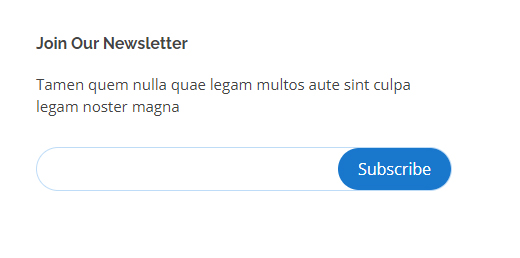 Join Our Newsletter
Tamen quem nulla quae legam multos aute sint culpa
legam noster magna
Subscribe